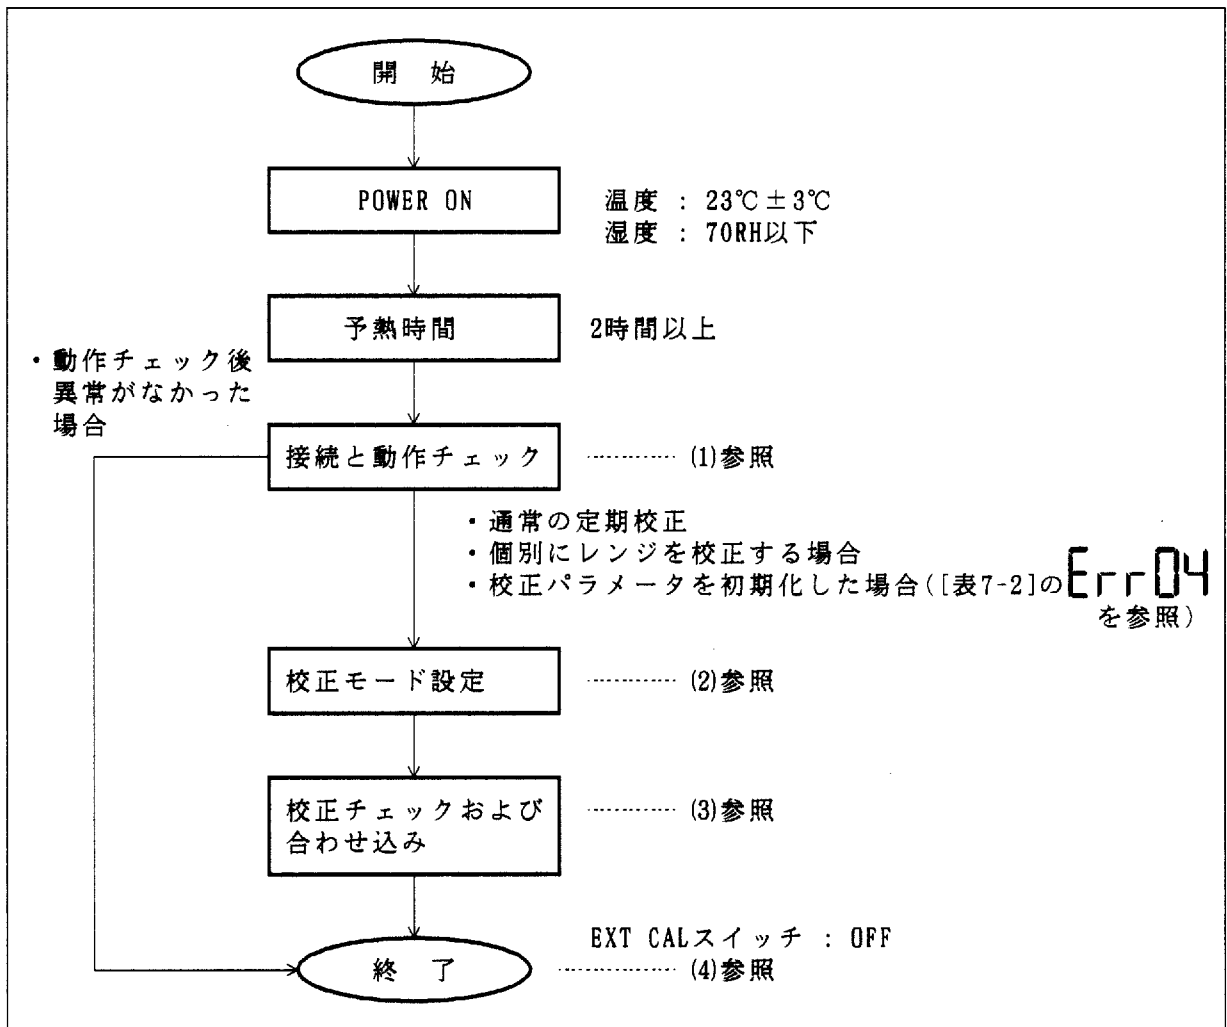 開 始
POWER ON
温度 : 23℃±3℃
湿度 : 70RH以下
予熱時間
2時間以上
・動作チェック後
異常がなかった
場合
接続と動作チェック
………… (1)参照
・通常の定期校正
・個別にレンジを校正する場合
・校正パラメータを初期化した場合([表7-2]のErr04
を参照)
校正モード設定
………… (2)参照
校正チェックおよび
合わせ込み
………… (3)参照
EXT CALスイッチ : OFF
終 了
………… (4)参照